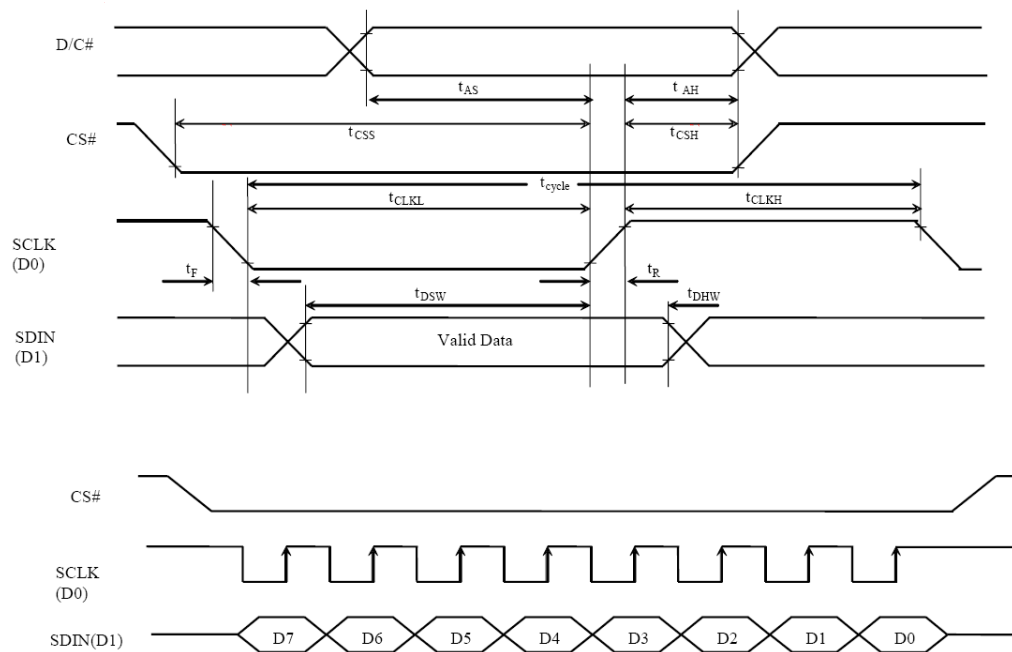 D/C#
tAS
tAH
CS#
tCSS
tCSH
tcycle
tCLKL
tCLKH
SCLK
(D0)
tF
tR
tDSW
tDHW
SDIN
(D1)
Valid Data
CS#
SCLK
(D0)
SDIN(D1)
D7 D6 D5 D4 D3 D2 D1 D0